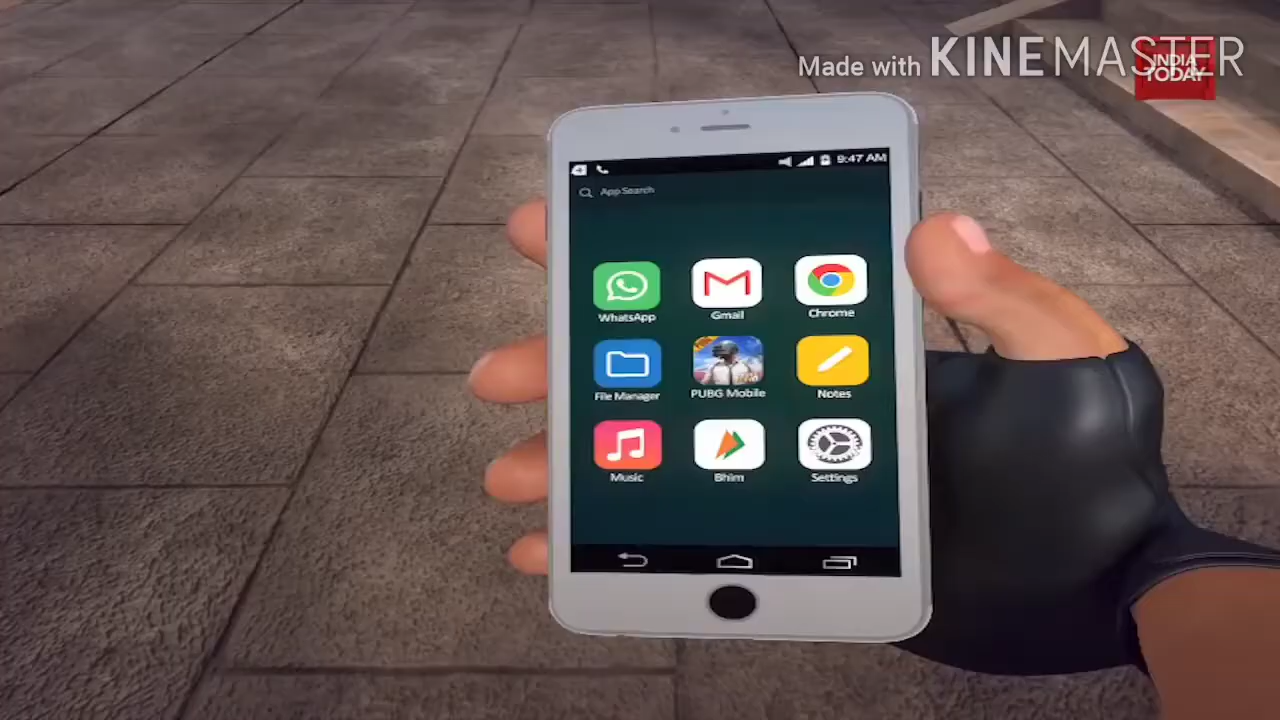 Made with KINEMASTER
INDIA
TODAY
9:47 AM
App Search
WhatsApp
Gmail
Chrome
File Manager
PUBG Mobile
Notes
Music
Bhim
Settings